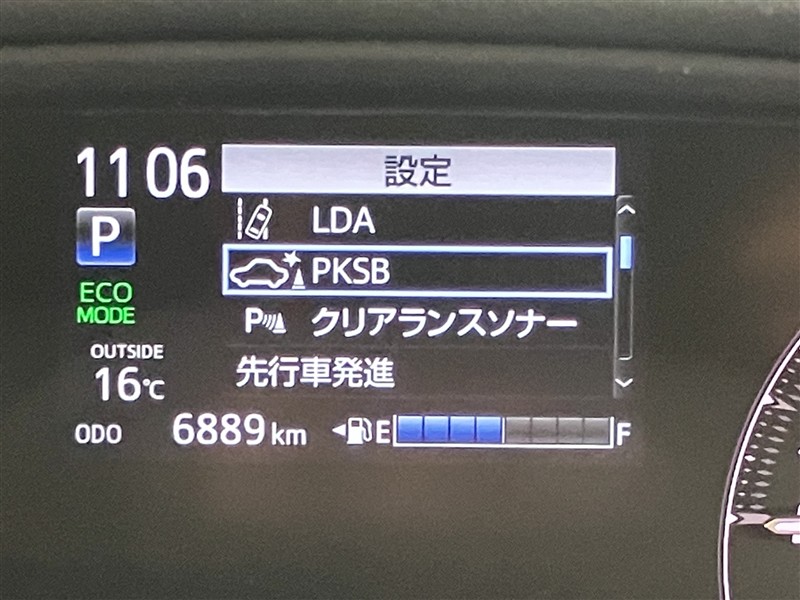 11 06
設定
LDA
P
PKSB
ECO
MODE
P クリアランスソナー
OUTSIDE
16℃
先行車発進
ODO 6889 km
E F